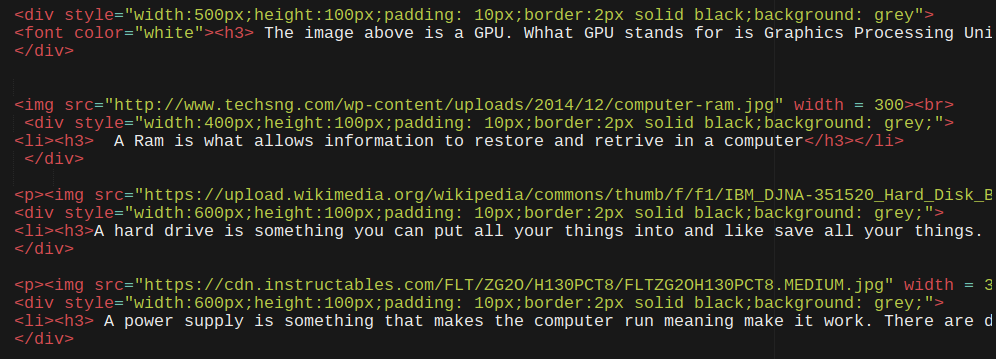 <div style="width:500px;height:100px;padding: 10px;border:2px solid black;background: grey">
<font color="white"><h3> The image above is a GPU. Whhat GPU stands for is Graphics Processing Uni
</div>
<img src="http://www.techsng.com/wp-content/uploads/2014/12/computer-ram.jpg" width = 300><br>
<div style="width:400px;height:100px;padding: 10px;border:2px solid black;background: grey;">
<li><h3>  A Ram is what allows information to restore and retrive in a computer</h3></li>
</div>
<p><img src="https://upload.wikimedia.org/wikipedia/commons/thumb/f/f1/IBM_DJNA-351520_Hard_Disk_B
<div style="width:600px;height:100px;padding: 10px;border:2px solid black;background: grey;">
<li><h3>A hard drive is something you can put all your things into and like save all your things.
</div>
<p><img src="https://cdn.instructables.com/FLT/ZG2O/H130PCT8/FLTZG2OH130PCT8.MEDIUM.jpg" width = 3
<div style="width:600px;height:100px;padding: 10px;border:2px solid black;background: grey;">
<li><h3> A power supply is something that makes the computer run meaning make it work. There are d
</div>